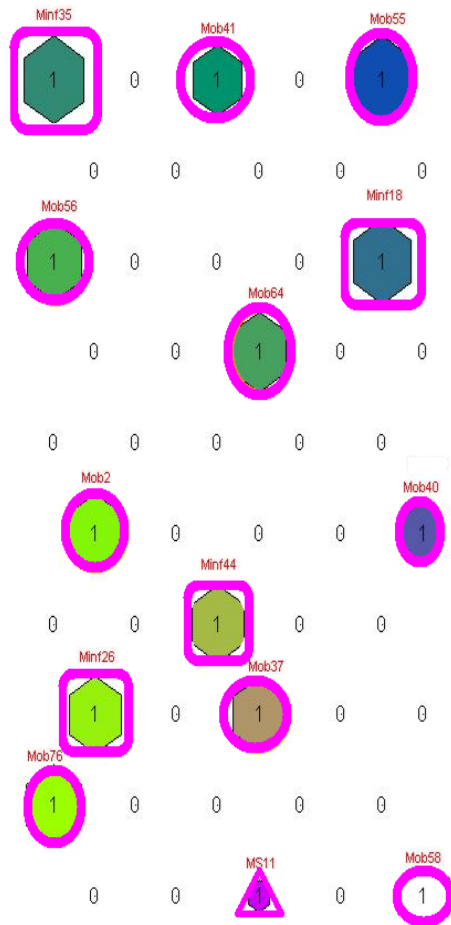 Minf35 Mob41 Mob55
1 0 1 0 1
0 0 0 0 0
Mob56 Minf18
1 0 0 0 1
Mob64
0 0 1 0 0
0 0 0 0 0
Mob2 Mob40
1 0 0 0 1
Minf44
0 0 1 0 0
Minf26 Mob37
1 0 1 0 0
Mob76
1 0 0 0 0
MS11 Mob58
0 0 1 0 1